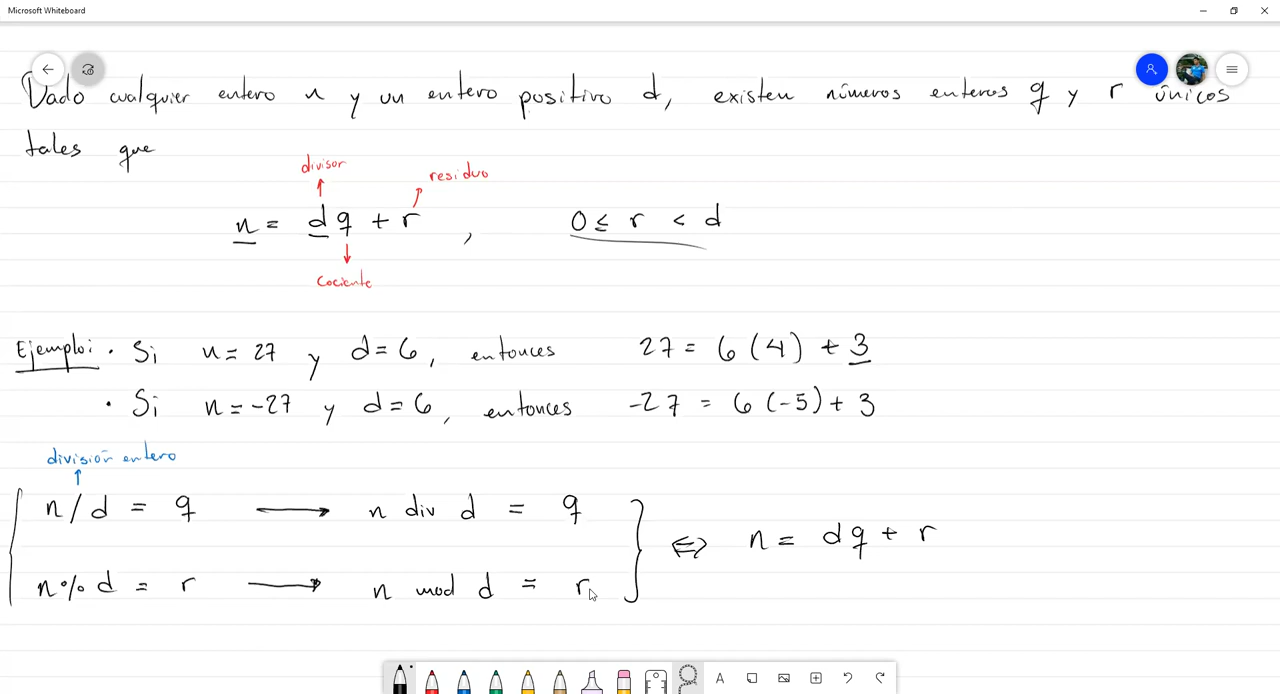 Microsoft Whiteboard
Dado cualquier entero n y un entero positivo d, existen números enteros q y r únicos
tales que
divisor
residuo
n = dq + r , 0 ≤ r < d
cociente
Ejemplo: • Si n = 27 y d = 6, entonces 27 = 6(4) + 3
• Si n = -27 y d = 6, entonces -27 = 6(-5) + 3
división entero
n/d = q ⟶ n div d = q
⇔ n = dq + r
n % d = r ⟶ n mod d = r
A